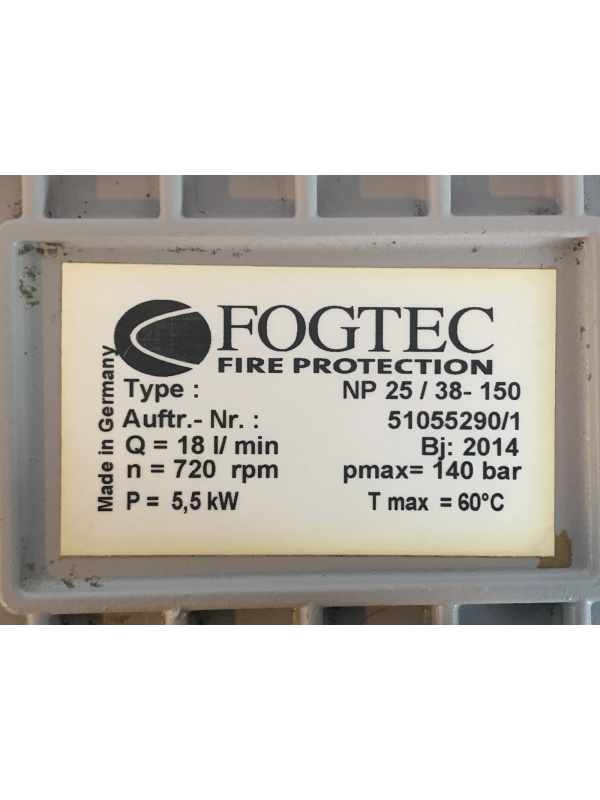 FOGTEC
FIRE PROTECTION
Made in Germany
Type : NP 25 / 38- 150
Auftr.- Nr. : 51055290/1
Q = 18 l/ min Bj: 2014
n = 720 rpm pmax= 140 bar
P = 5,5 kW T max = 60°C